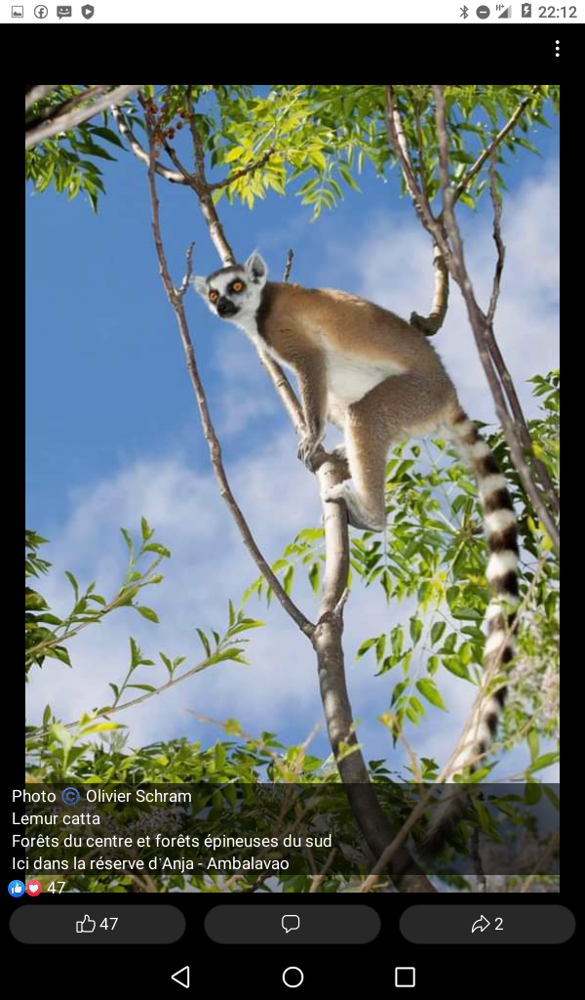 22:12
Photo © Olivier Schram
Lemur catta
Forêts du centre et forêts épineuses du sud
Ici dans la réserve d'Anja - Ambalavao
47
47
2